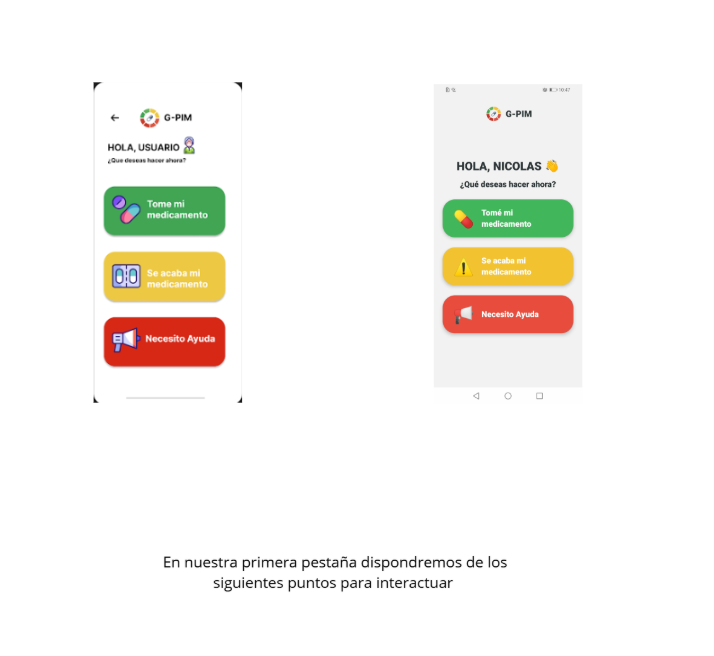 G-PIM
HOLA, USUARIO
¿Que deseas hacer ahora?
Tome mi
medicamento
Se acaba mi
medicamento
Necesito Ayuda
10:47
G-PIM
HOLA, NICOLAS
¿Qué deseas hacer ahora?
Tomé mi
medicamento
Se acaba mi
medicamento
Necesito Ayuda
En nuestra primera pestaña dispondremos de los
siguientes puntos para interactuar